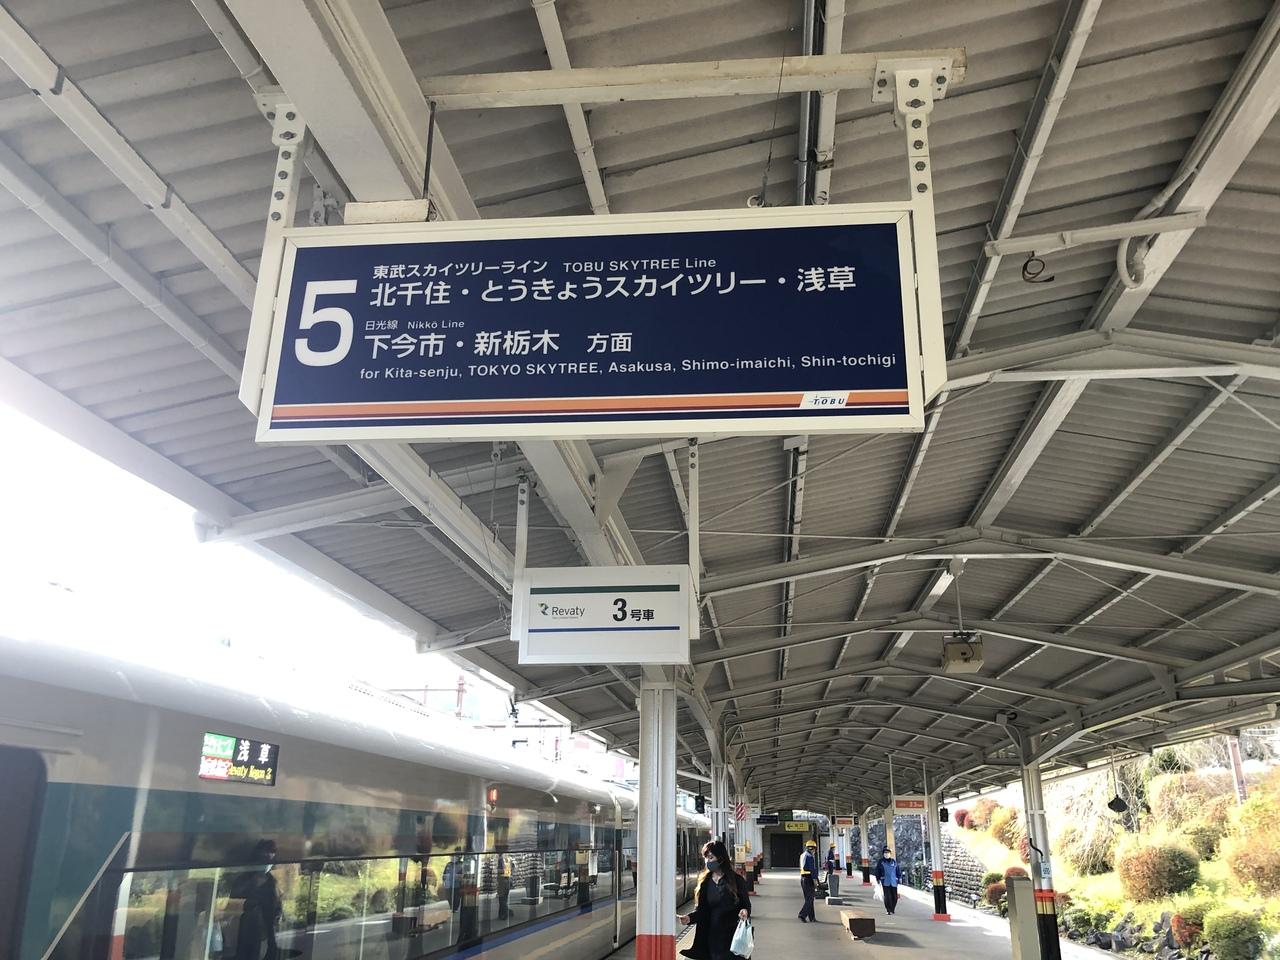 5
東武スカイツリーライン TOBU SKYTREE Line
北千住・とうきょうスカイツリー・浅草
日光線 Nikkō Line
下今市・新栃木 方面
for Kita-senju, TOKYO SKYTREE, Asakusa, Shimo-imaichi, Shin-tochigi
TOBU
Revaty 3号車
浅草